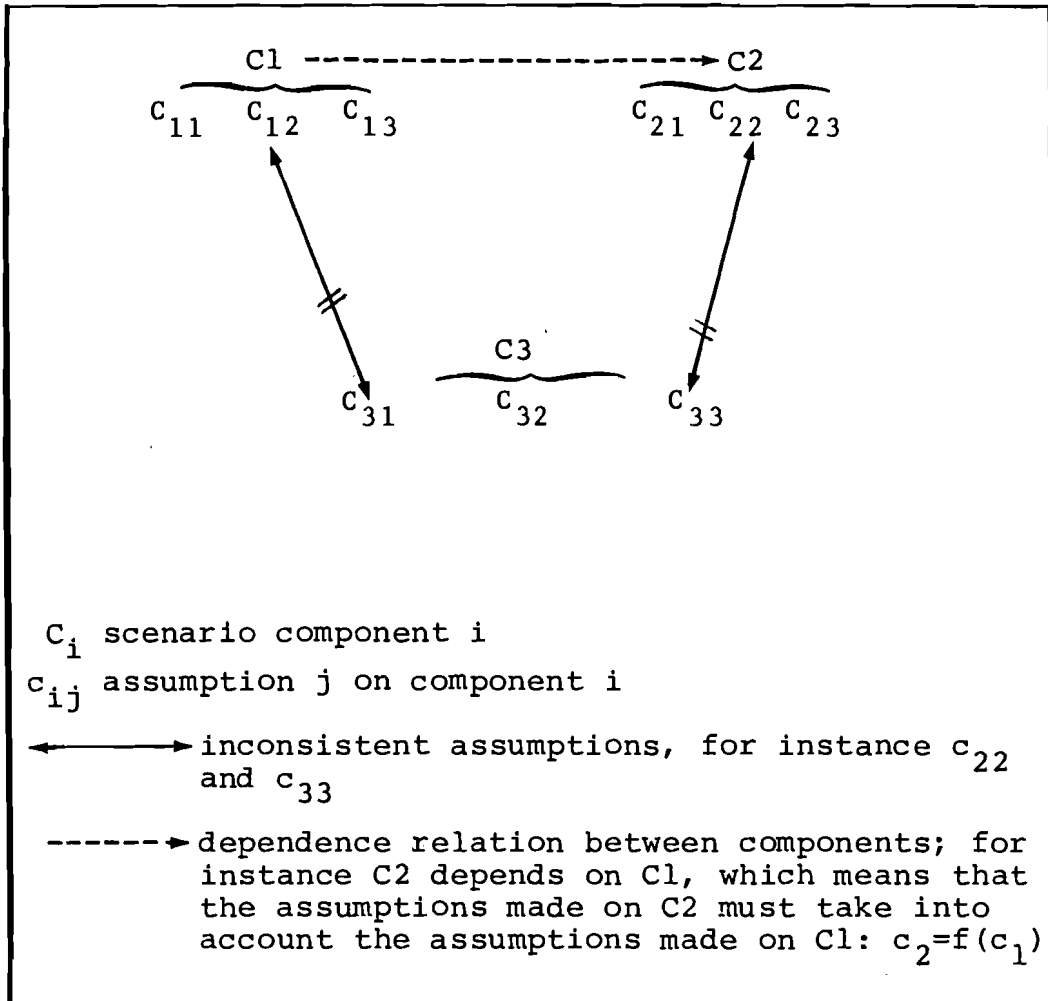 C1 C2
c11 c12 c13 c21 c22 c23
C3
c31 c32 c33
Ci scenario component i
cij assumption j on component i
inconsistent assumptions, for instance c22
and c33
dependence relation between components; for
instance C2 depends on C1, which means that
the assumptions made on C2 must take into
account the assumptions made on C1: c2=f(c1)